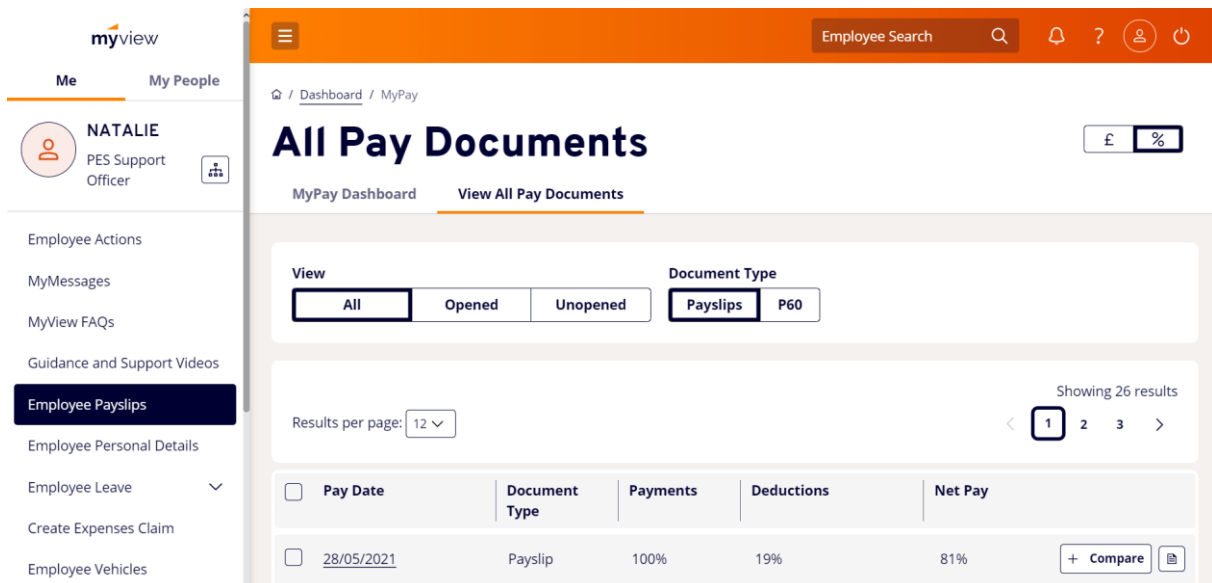 myview
Me
My People
NATALIE
PES Support
Officer
Employee Actions
MyMessages
MyView FAQs
Guidance and Support Videos
Employee Payslips
Employee Personal Details
Employee Leave
Create Expenses Claim
Employee Vehicles
Employee Search
?
/ Dashboard / MyPay
All Pay Documents
£ %
MyPay Dashboard
View All Pay Documents
View
All Opened Unopened
Document Type
Payslips P60
Showing 26 results
Results per page: 12
< 1 2 3 >
Pay Date
Document
Type
Payments
Deductions
Net Pay
28/05/2021 Payslip 100% 19% 81% + Compare